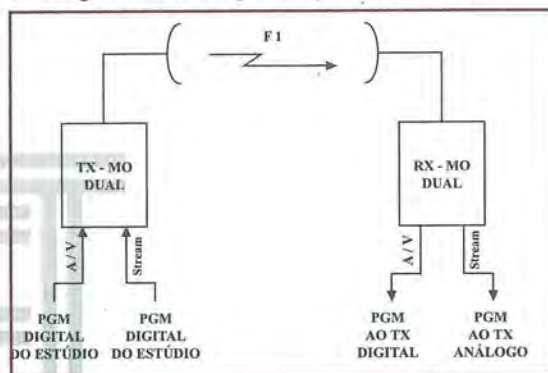 F 1
TX - MO
DUAL
RX - MO
DUAL
A / V
Stream
A / V
Stream
PGM
DIGITAL
DO ESTÚDIO
PGM
DIGITAL
DO ESTÚDIO
PGM
AO TX
DIGITAL
PGM
AO TX
ANÁLOGO